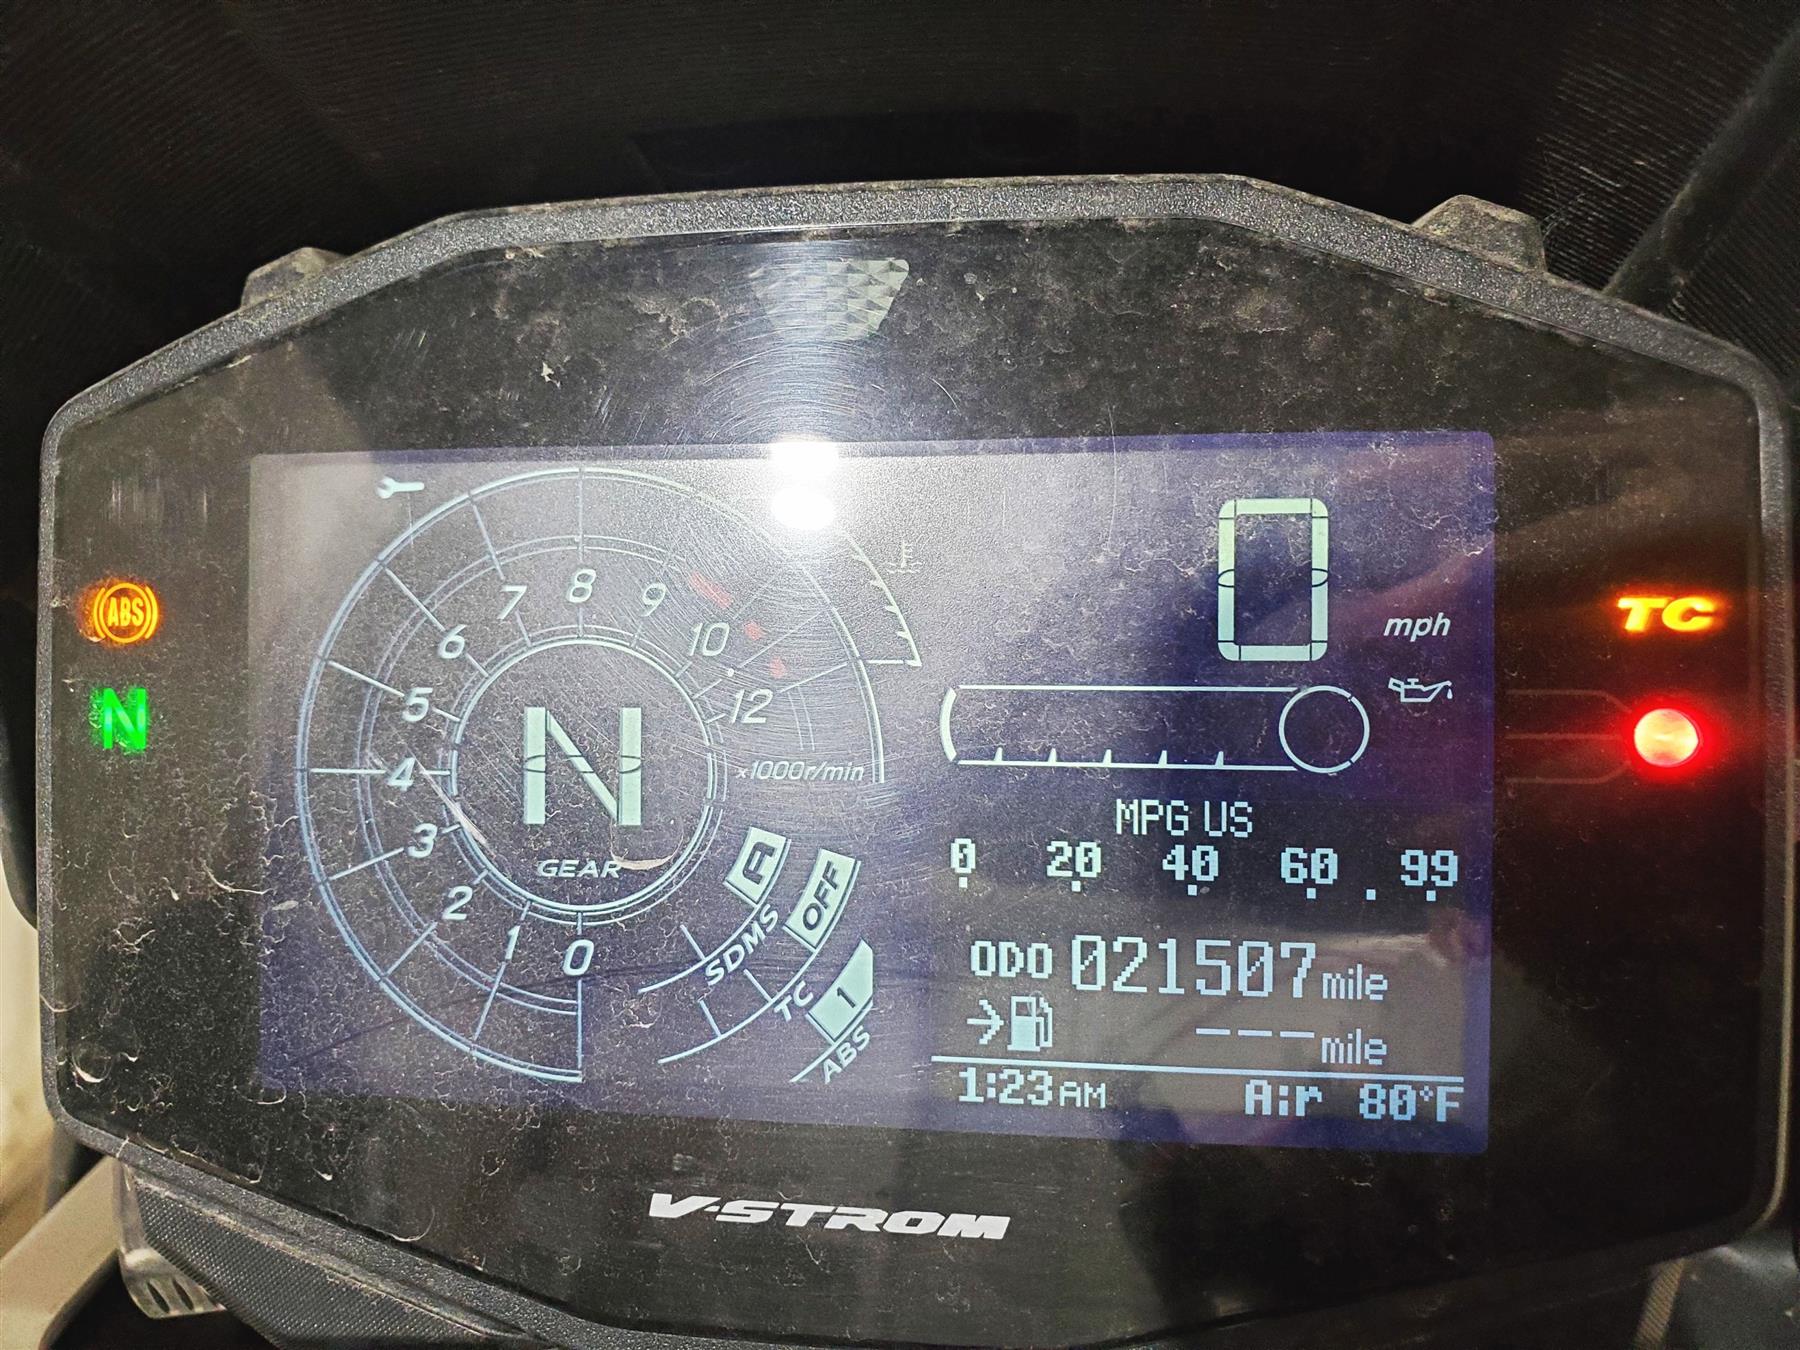 ABS
N
8
7
9
6
10
5
12
4
x1000r/min
3
2
1
0
N
GEAR
A
SDMS
OFF
TC
1
ABS
0
mph
TC
MPG US
0 20 40 60 . 99
ODO 021507 mile
--- mile
1:23 AM Air 80°F
V-STROM